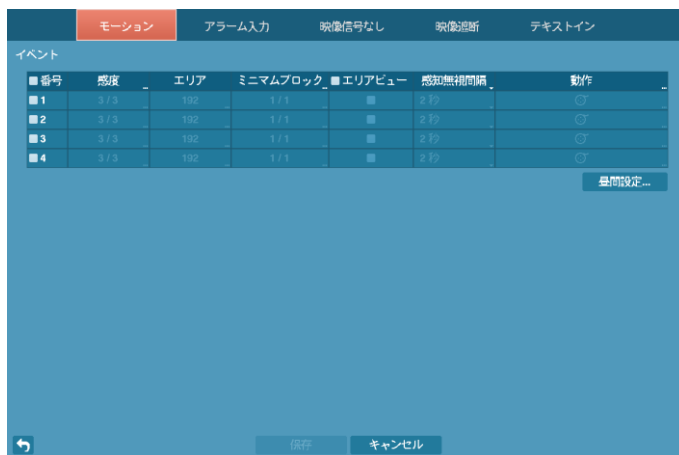 モーション アラーム入力 映像信号なし 映像遮断 テキストイン
イベント
番号 感度 エリア ミニマムブロック エリアビュー 感知無視間隔 動作
1 3 / 3 192 1 / 1 2 秒
2 3 / 3 192 1 / 1 2 秒
3 3 / 3 192 1 / 1 2 秒
4 3 / 3 192 1 / 1 2 秒
昼間設定...
保存 キャンセル